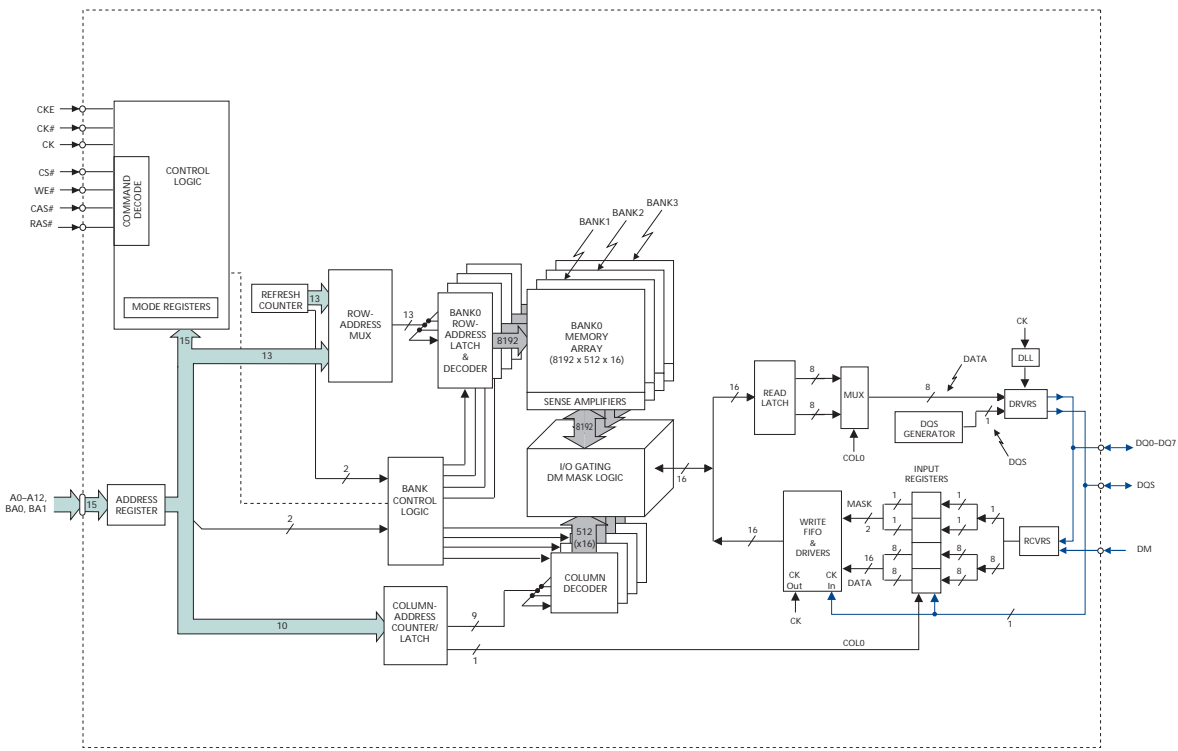 CKE
CK#
CK
CS#
WE#
CAS#
RAS#
COMMAND
DECODE
CONTROL
LOGIC
MODE REGISTERS
15
REFRESH
COUNTER
13
13
ROW-
ADDRESS
MUX
13
BANK0
ROW-
ADDRESS
LATCH
&
DECODER
8192
BANK1
BANK2
BANK3
BANK0
MEMORY
ARRAY
(8192 x 512 x 16)
SENSE AMPLIFIERS
8192
I/O GATING
DM MASK LOGIC
16
2
2
BANK
CONTROL
LOGIC
512
(x16)
COLUMN
DECODER
A0–A12,
BA0, BA1
15
ADDRESS
REGISTER
10
COLUMN-
ADDRESS
COUNTER/
LATCH
9
1
COL0
16
READ
LATCH
8
8
MUX
COL0
8
DATA
CK
DLL
DRVRS
DQS
GENERATOR
1
DQS
DQ0–DQ7
DQS
DM
INPUT
REGISTERS
16
WRITE
FIFO
&
DRIVERS
CK
Out
CK
In
CK
MASK
2
16
DATA
1
1
8
8
1
1
8
8
1
8
RCVRS
1